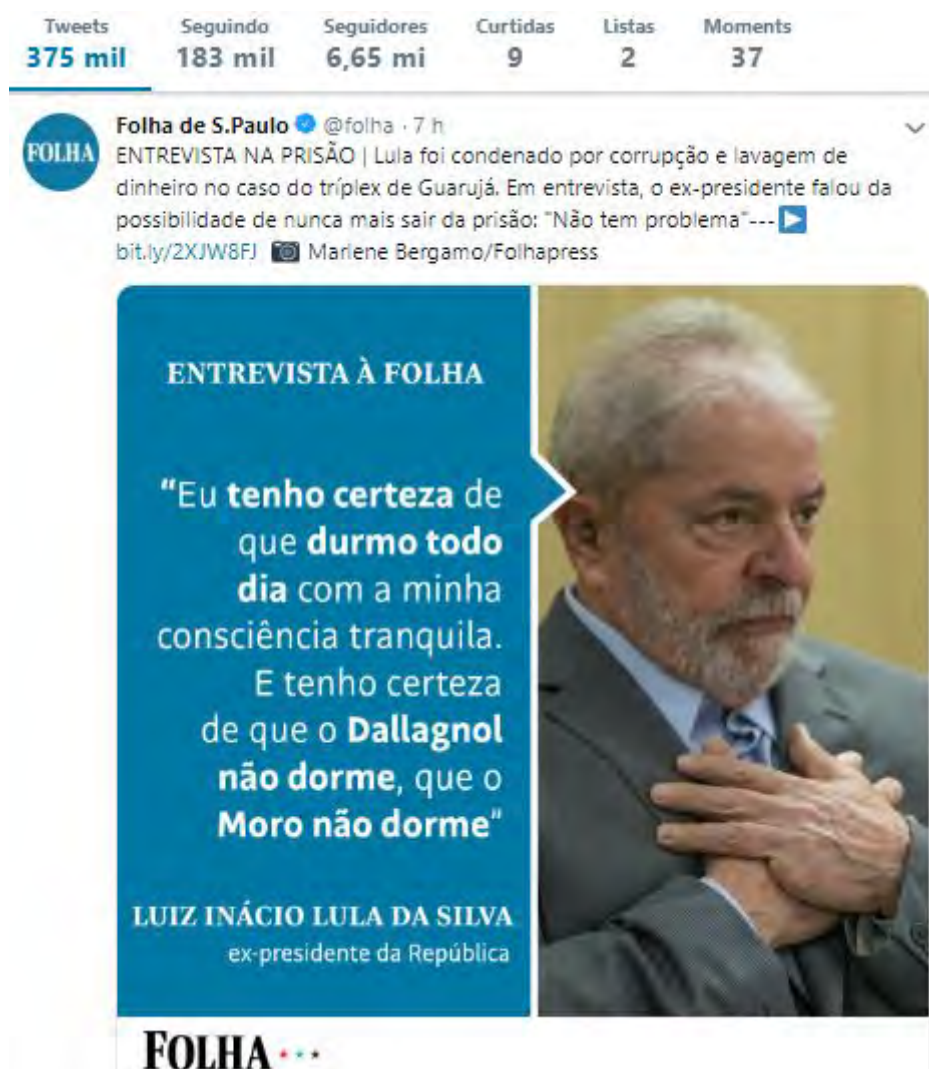 Tweets Seguindo Seguidores Curtidas Listas Moments
375 mil 183 mil 6,65 mi 9 2 37
Folha de S.Paulo @folha · 7 h
FOLHA
ENTREVISTA NA PRISÃO | Lula foi condenado por corrupção e lavagem de
dinheiro no caso do tríplex de Guarujá. Em entrevista, o ex-presidente falou da
possibilidade de nunca mais sair da prisão: "Não tem problema"---
bit.ly/2XJW8FJ Marlene Bergamo/Folhapress
ENTREVISTA À FOLHA
“Eu tenho certeza de
que durmo todo
dia com a minha
consciência tranquila.
E tenho certeza
de que o Dallagnol
não dorme, que o
Moro não dorme”
LUIZ INÁCIO LULA DA SILVA
ex-presidente da República
FOLHA